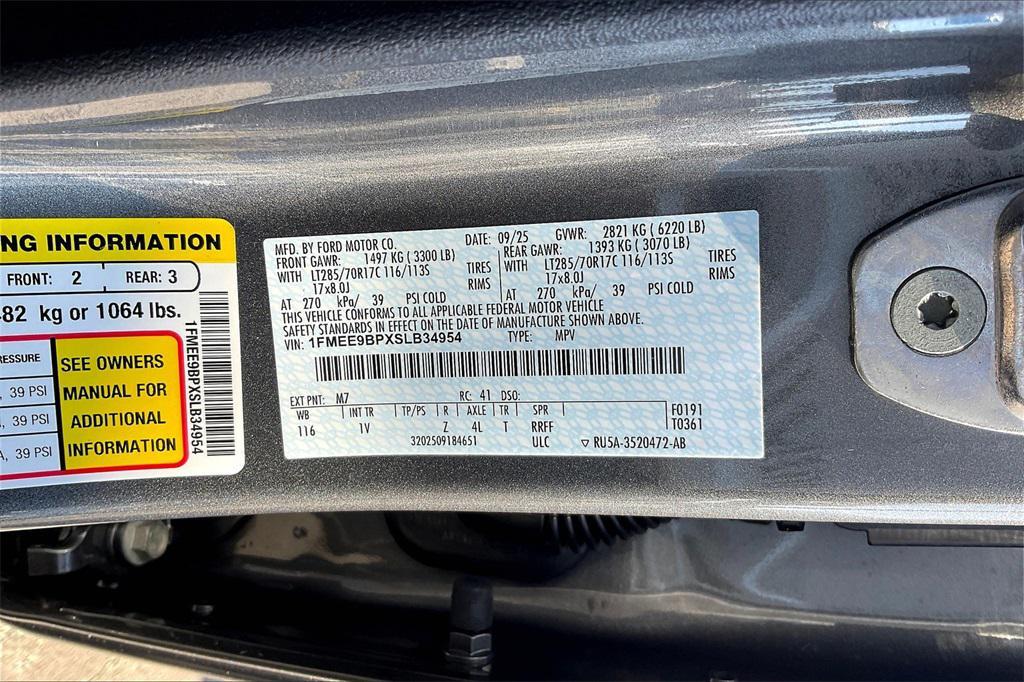 NG INFORMATION
FRONT: 2 REAR: 3
482 kg or 1064 lbs.
RESSURE
, 39 PSI
, 39 PSI
A, 39 PSI
SEE OWNERS
MANUAL FOR
ADDITIONAL
INFORMATION
1FMEE9BPXSLB34954
MFD. BY FORD MOTOR CO. DATE: 09/25 GVWR: 2821 KG ( 6220 LB)
FRONT GAWR: 1497 KG ( 3300 LB) REAR GAWR: 1393 KG ( 3070 LB)
WITH LT285/70R17C 116/113S TIRES WITH LT285/70R17C 116/113S TIRES
17x8.0J RIMS 17x8.0J RIMS
AT 270 kPa/ 39 PSI COLD AT 270 kPa/ 39 PSI COLD
THIS VEHICLE CONFORMS TO ALL APPLICABLE FEDERAL MOTOR VEHICLE
SAFETY STANDARDS IN EFFECT ON THE DATE OF MANUFACTURE SHOWN ABOVE.
VIN: 1FMEE9BPXSLB34954 TYPE: MPV
EXT PNT: M7 RC: 41 DSO:
WB INT TR TP/PS R AXLE TR SPR F0191
116 1V Z 4L T RRFF T0361
3202509184651 ULC RU5A-3520472-AB